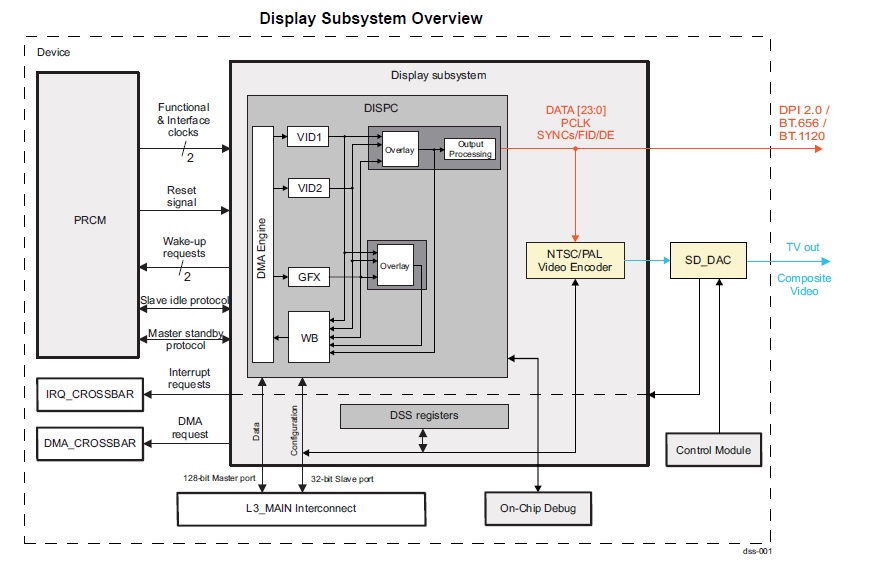 Display Subsystem Overview
Device
Display subsystem
DISPC
PRCM
Functional
& Interface
clocks
2
Reset
signal
Wake-up
requests
2
Slave idle protocol
Master standby
protocol
Interrupt
requests
IRQ_CROSSBAR
DMA
request
DMA_CROSSBAR
DMA Engine
VID1
VID2
GFX
WB
Overlay
Output
Processing
Overlay
DATA [23:0]
PCLK
SYNCs/FID/DE
DPI 2.0 /
BT.656 /
BT.1120
NTSC/PAL
Video Encoder
SD_DAC
TV out
Composite
Video
DSS registers
Data
Configuration
128-bit Master port
32-bit Slave port
L3_MAIN Interconnect
On-Chip Debug
Control Module
dss-001